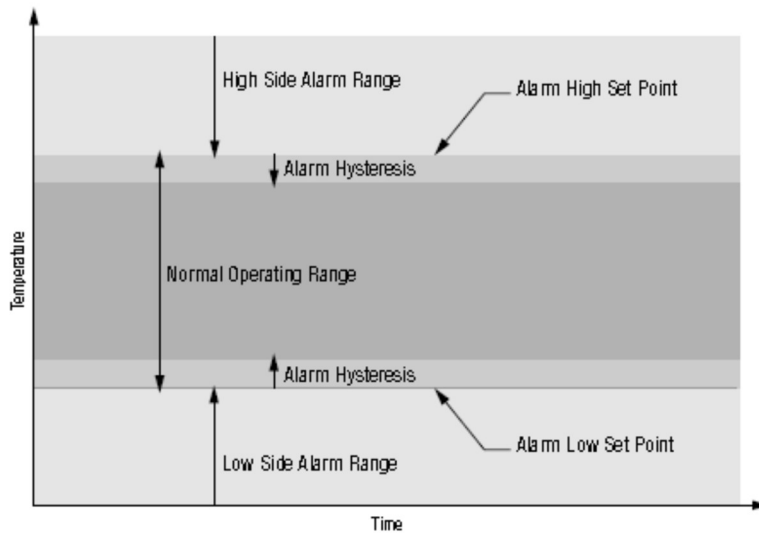 High Side Alarm Range
Alarm High Set Point
Alarm Hysteresis
Temperature
Normal Operating Range
Alarm Hysteresis
Alarm Low Set Point
Low Side Alarm Range
Time